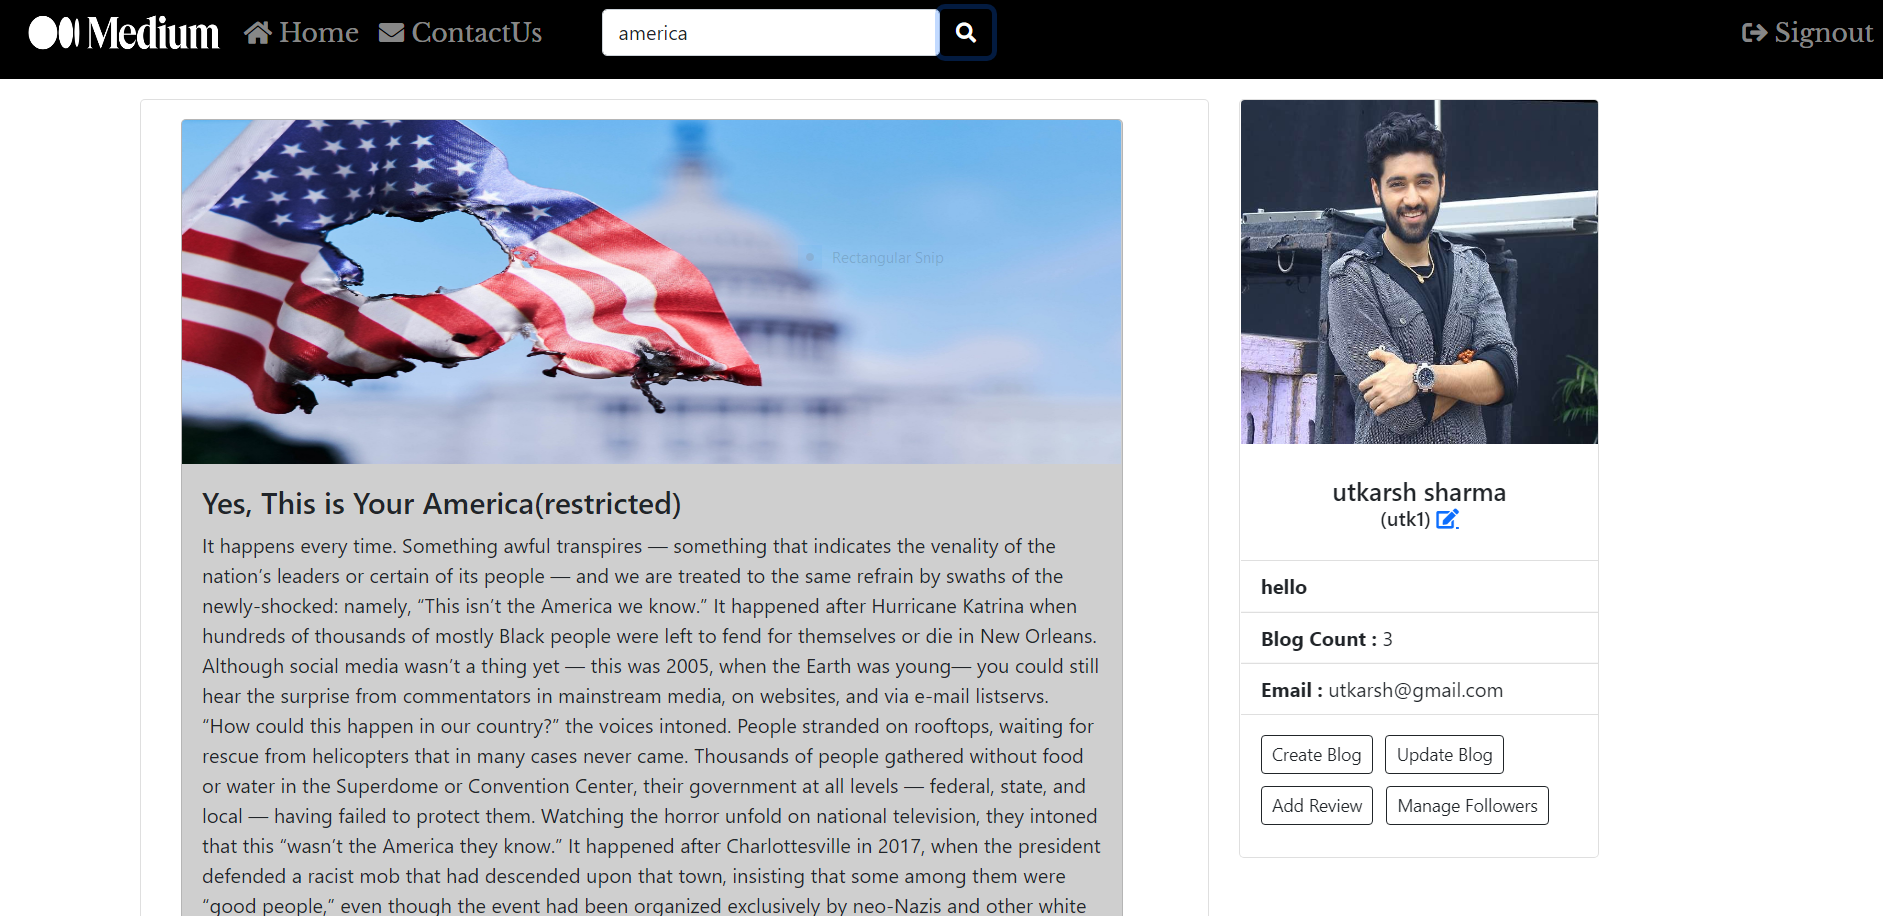 Medium Home ContactUs america Signout
Rectangular Snip
Yes, This is Your America(restricted)
It happens every time. Something awful transpires — something that indicates the venality of the
nation’s leaders or certain of its people — and we are treated to the same refrain by swaths of the
newly-shocked: namely, “This isn’t the America we know.” It happened after Hurricane Katrina when
hundreds of thousands of mostly Black people were left to fend for themselves or die in New Orleans.
Although social media wasn’t a thing yet — this was 2005, when the Earth was young— you could still
hear the surprise from commentators in mainstream media, on websites, and via e-mail listservs.
“How could this happen in our country?” the voices intoned. People stranded on rooftops, waiting for
rescue from helicopters that in many cases never came. Thousands of people gathered without food
or water in the Superdome or Convention Center, their government at all levels — federal, state, and
local — having failed to protect them. Watching the horror unfold on national television, they intoned
that this “wasn’t the America they know.” It happened after Charlottesville in 2017, when the president
defended a racist mob that had descended upon that town, insisting that some among them were
“good people,” even though the event had been organized exclusively by neo-Nazis and other white
utkarsh sharma
(utk1)
hello
Blog Count : 3
Email : utkarsh@gmail.com
Create Blog Update Blog
Add Review Manage Followers